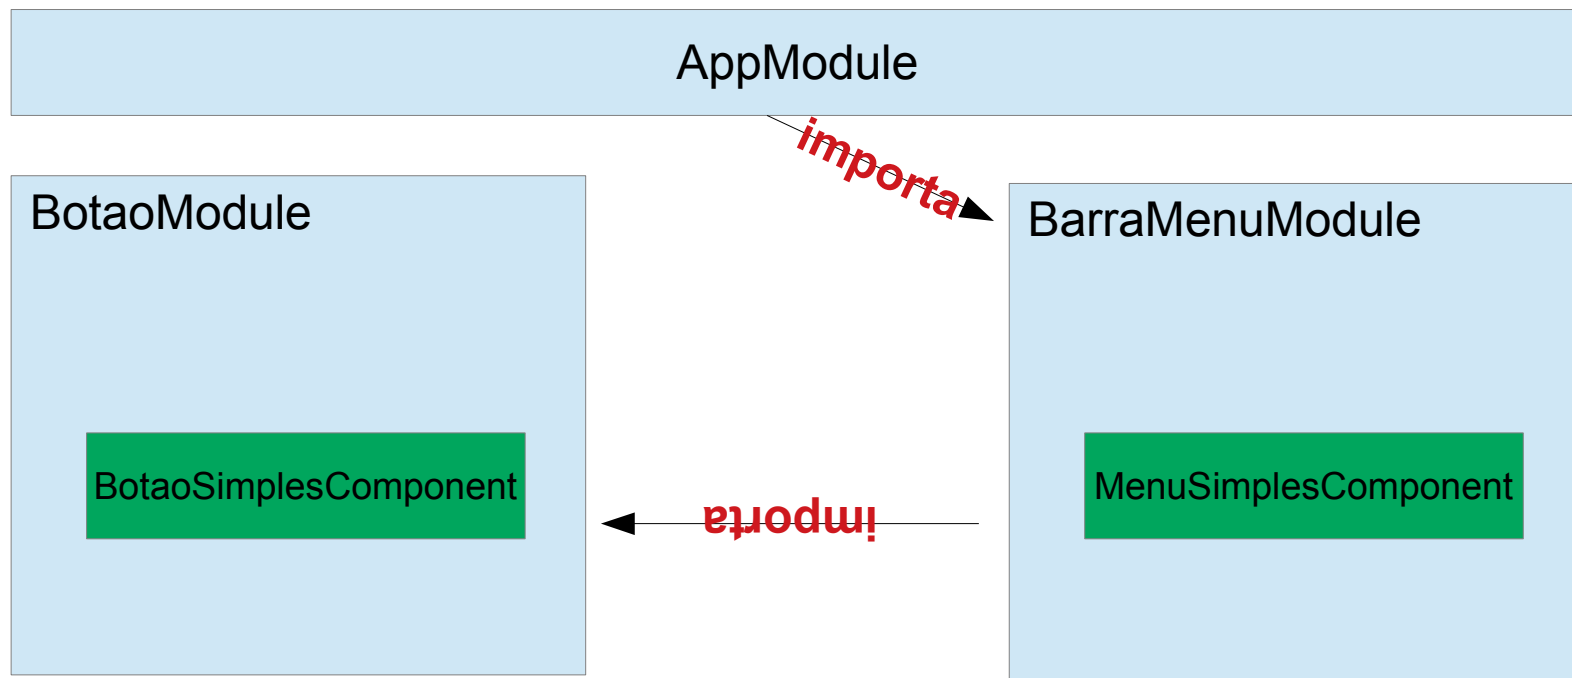 AppModule
importa
BotaoModule
BarraMenuModule
BotaoSimplesComponent
importa
MenuSimplesComponent